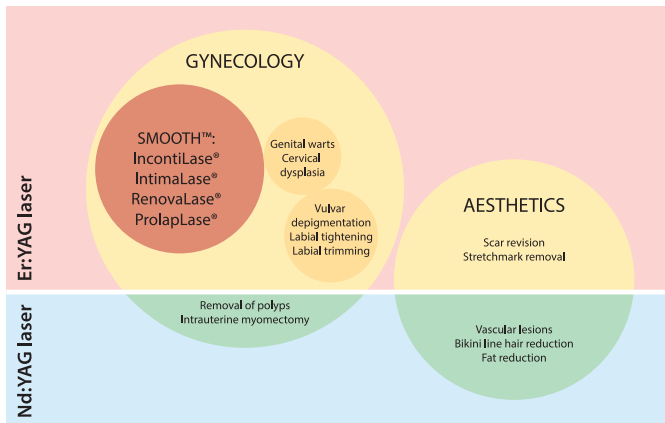 GYNECOLOGY
SMOOTH™:
IncontiLase®
IntimaLase®
RenovaLase®
ProlapLase®
Genital warts
Cervical
dysplasia
Vulvar
depigmentation
Labial tightening
Labial trimming
AESTHETICS
Scar revision
Stretchmark removal
Er:YAG laser
Removal of polyps
Intrauterine myomectomy
Vascular lesions
Bikini line hair reduction
Fat reduction
Nd:YAG laser